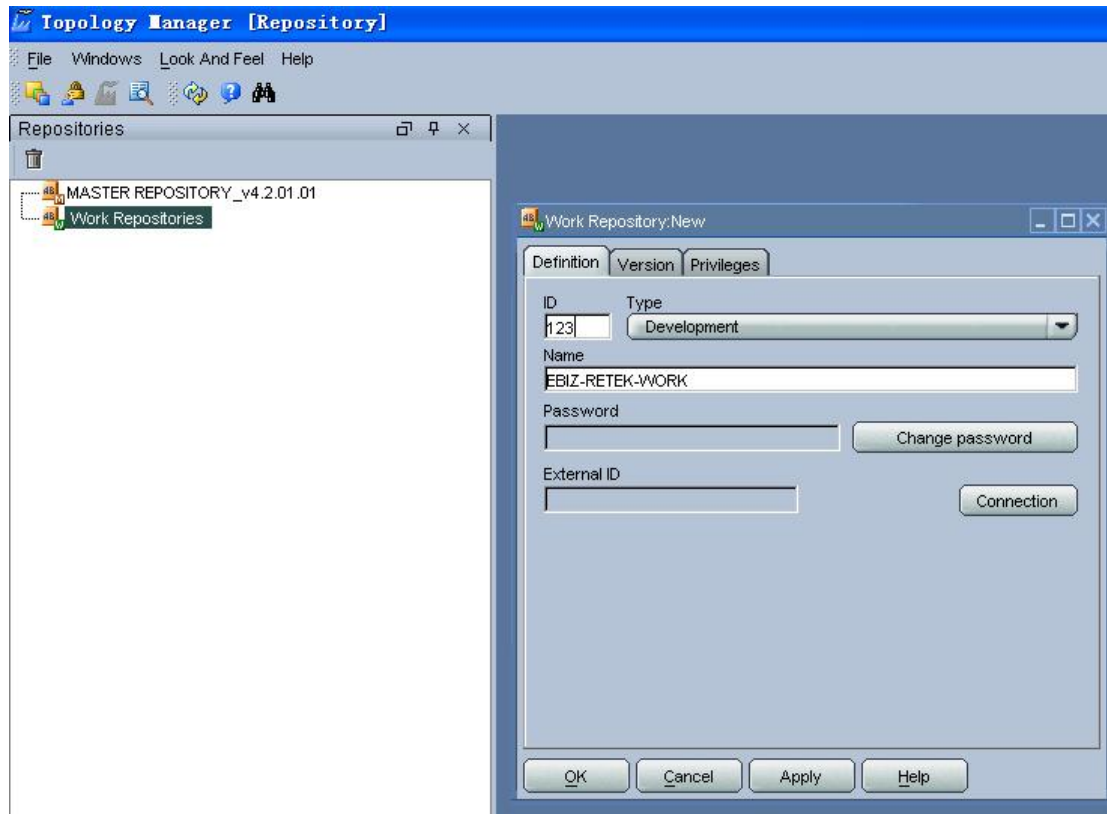 Topology Manager [Repository]
File Windows Look And Feel Help
Repositories
MASTER REPOSITORY_v4.2.01.01
Work Repositories
Work Repository:New
Definition Version Privileges
ID Type
123 Development
Name
EBIZ-RETEK-WORK
Password
Change password
External ID
Connection
OK Cancel Apply Help